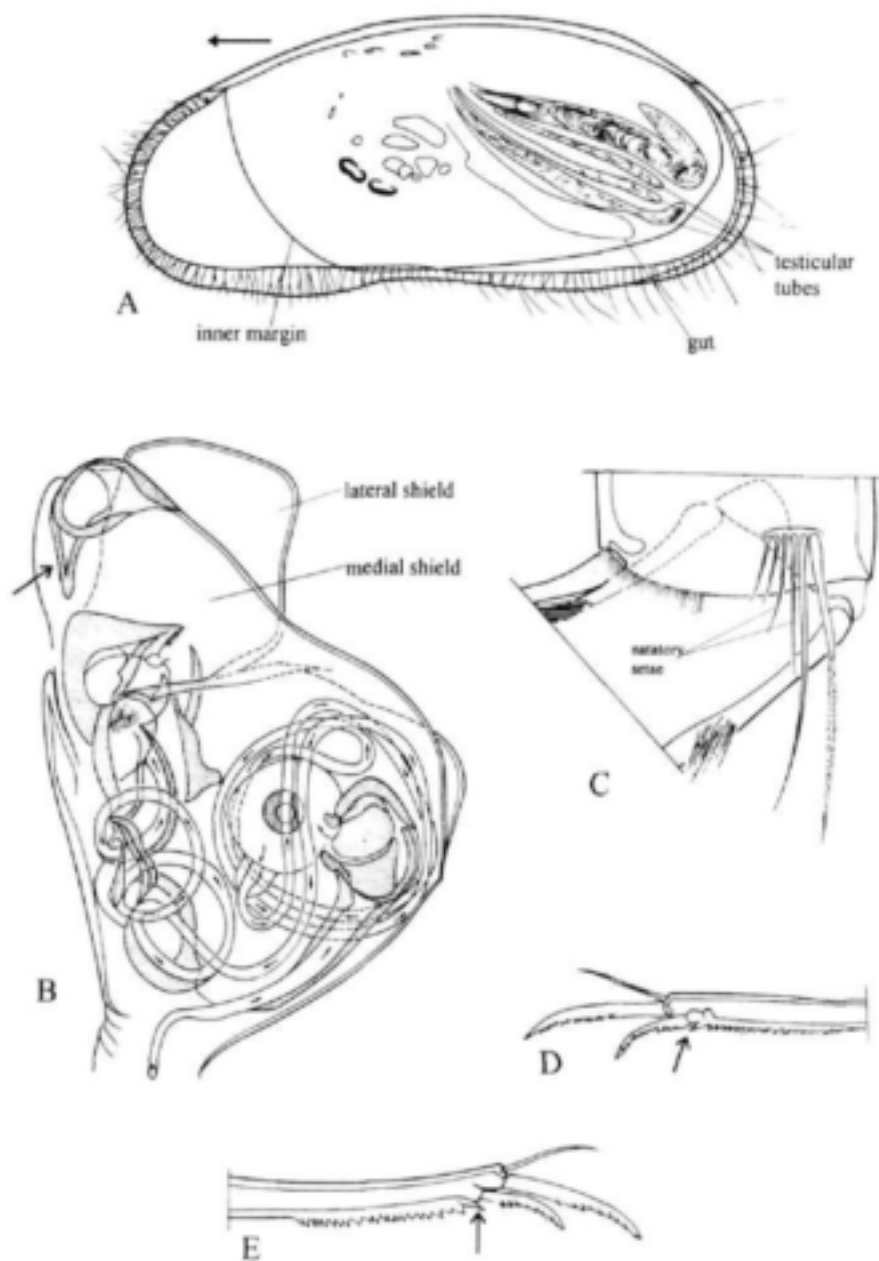 testicular
tubes
A
inner margin
gut
lateral shield
medial shield
natatory
setae
C
B
D
E